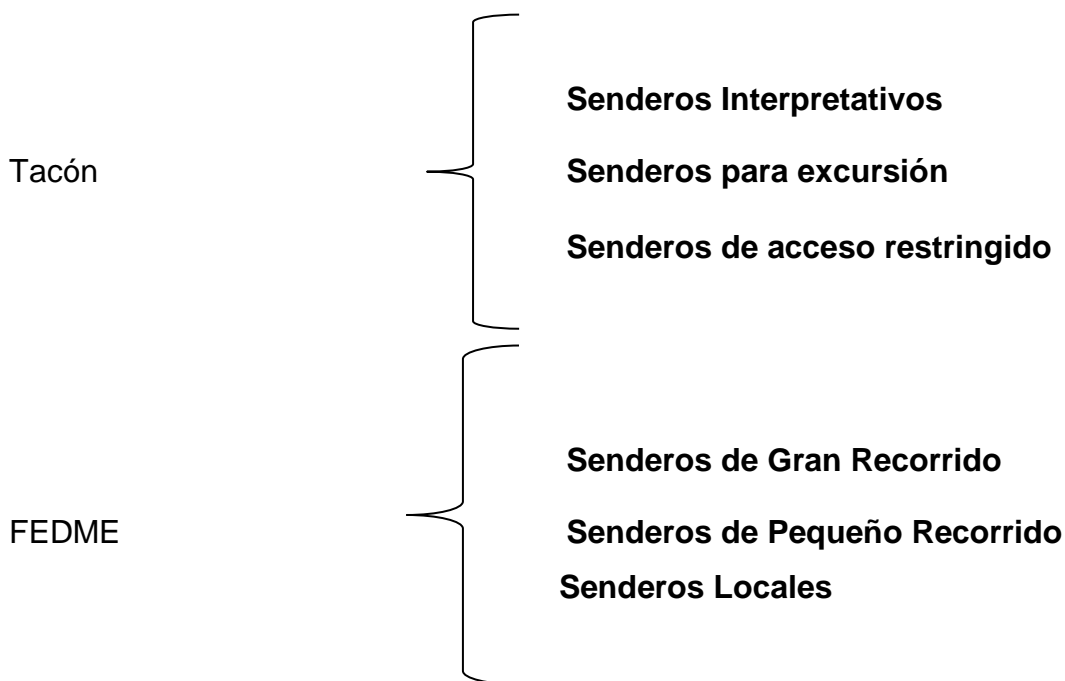 Senderos Interpretativos
Tacón
Senderos para excursión
Senderos de acceso restringido
Senderos de Gran Recorrido
FEDME
Senderos de Pequeño Recorrido
Senderos Locales